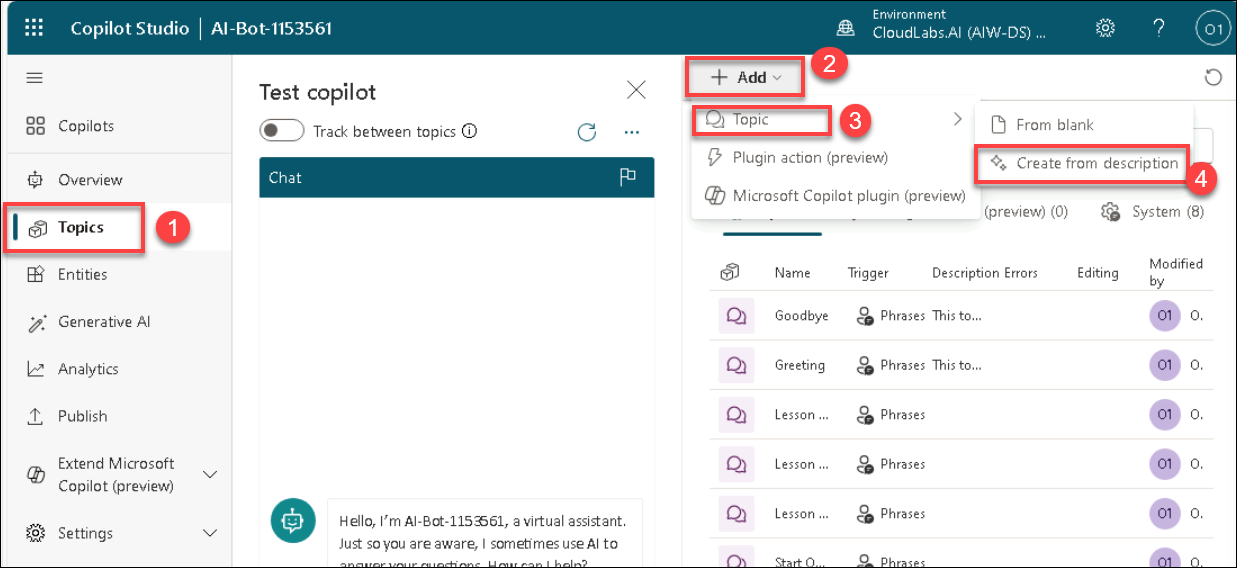 Copilot Studio | AI-Bot-1153561
Environment
CloudLabs.AI (AIW-DS) ...
?
O1
Copilots
Overview
Topics
1
Entities
Generative AI
Analytics
Publish
Extend Microsoft
Copilot (preview)
Settings
Test copilot
Track between topics
Chat
Hello, I'm AI-Bot-1153561, a virtual assistant.
Just so you are aware, I sometimes use AI to
answer your questions. How can I help?
+ Add
2
Topic
3
Plugin action (preview)
Microsoft Copilot plugin (preview)
From blank
Create from description
4
(preview) (0)
System (8)
Name Trigger Description Errors Editing Modified
by
Goodbye Phrases This to... O1 O.
Greeting Phrases This to... O1 O.
Lesson ... Phrases O1 O.
Lesson ... Phrases O1 O.
Lesson ... Phrases O1 O.
Start O... Phrases O1 O.